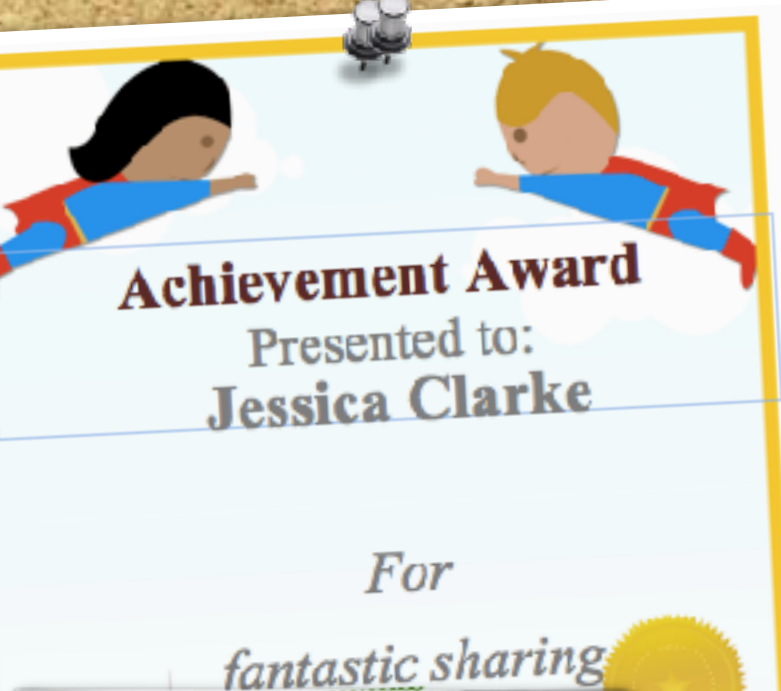 Achievement Award
Presented to:
Jessica Clarke
For
fantastic sharing